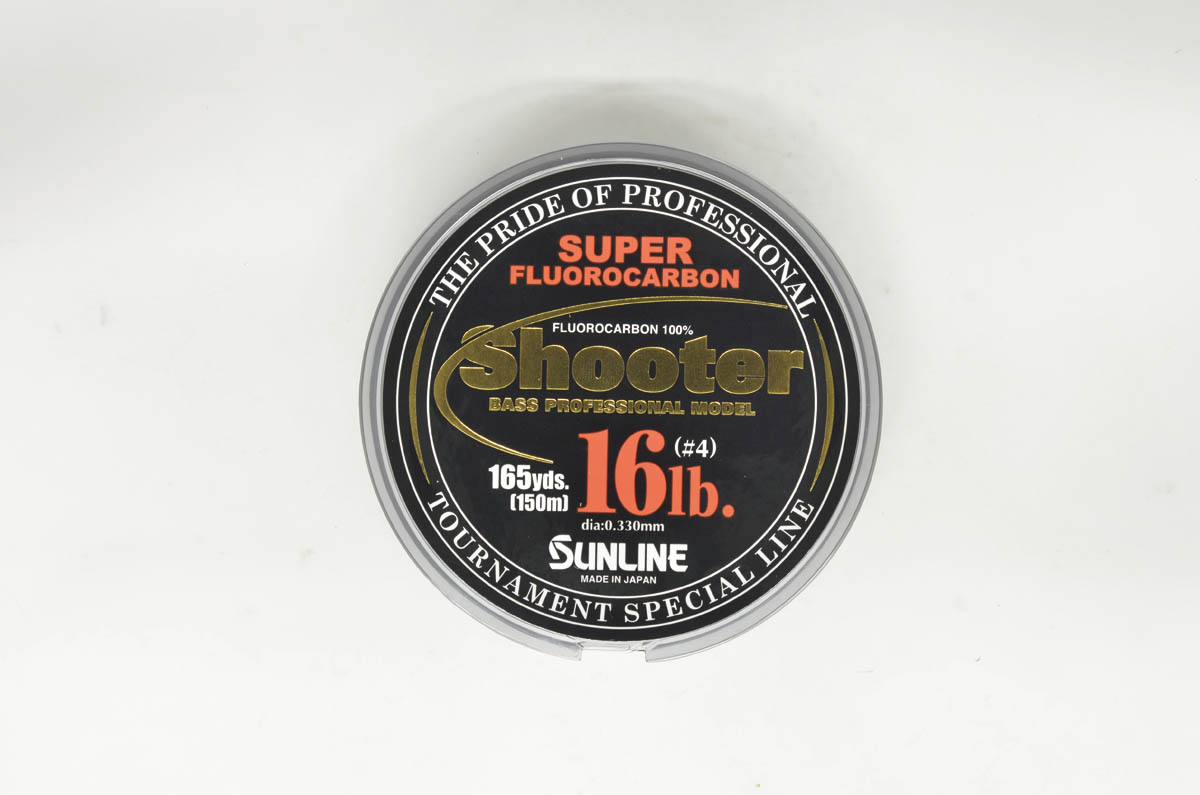 THE PRIDE OF PROFESSIONAL
SUPER
FLUOROCARBON
FLUOROCARBON 100%
Shooter
BASS PROFESSIONAL MODEL
165yds.
(150m)
16lb.
(#4)
dia:0.330mm
SUNLINE
MADE IN JAPAN
TOURNAMENT SPECIAL LINE